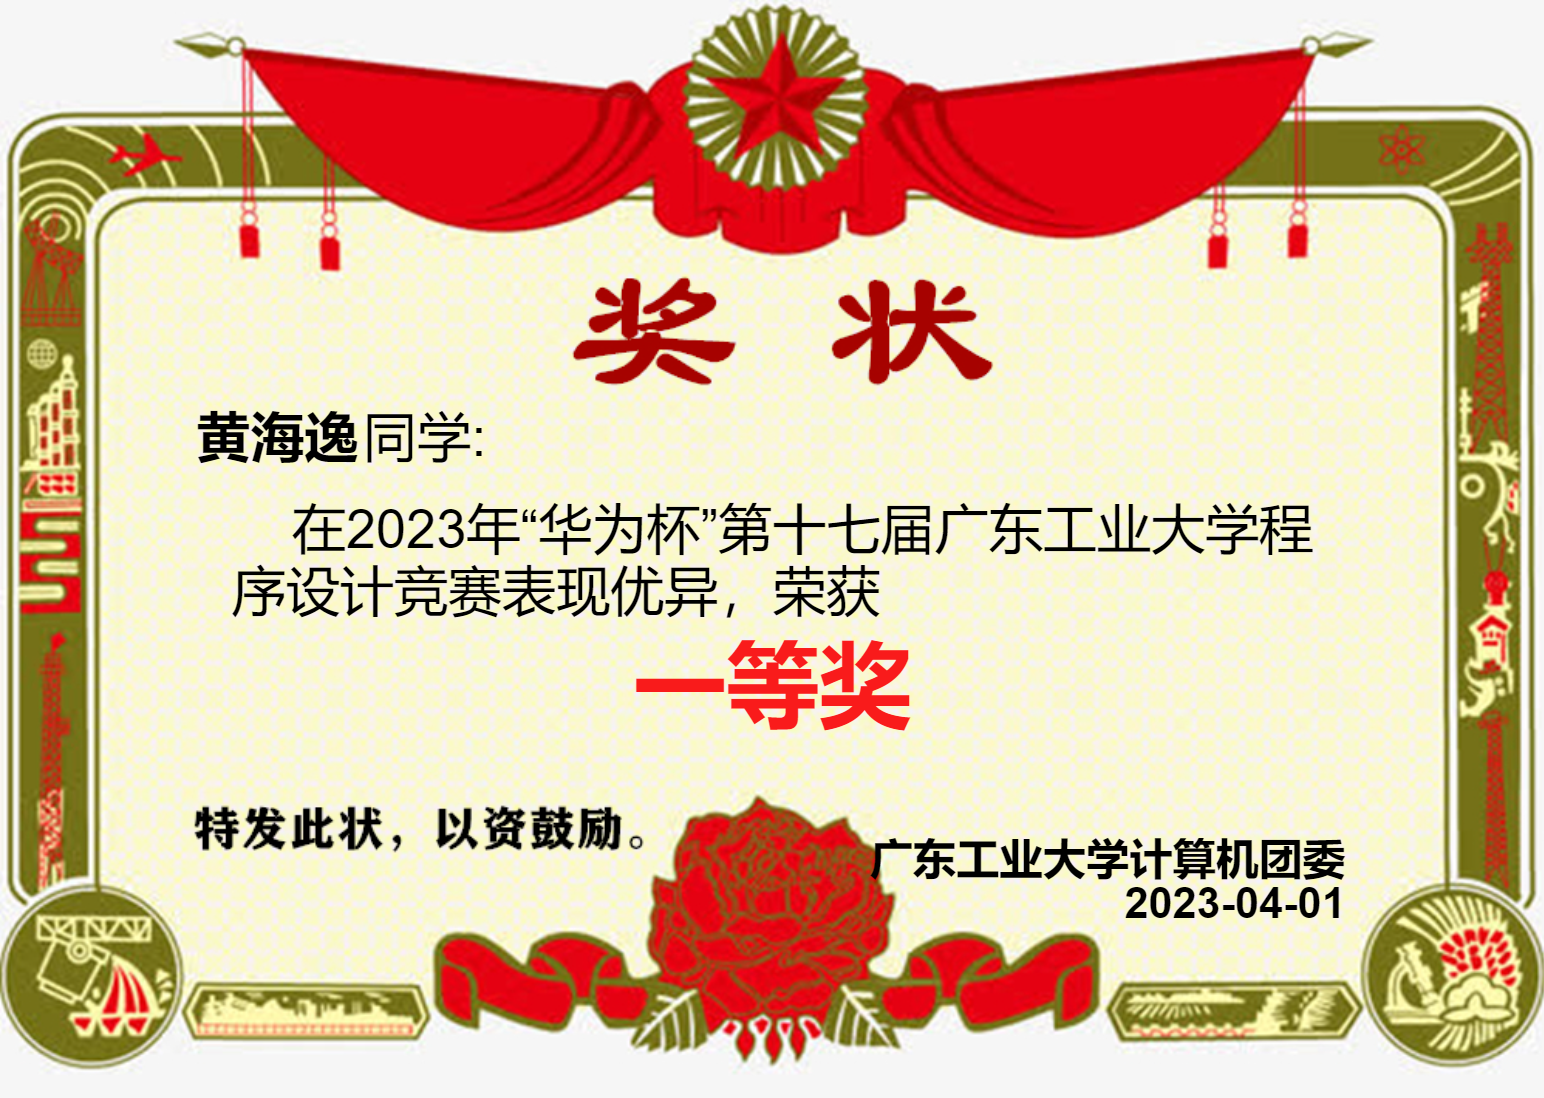 奖 状
黄海逸同学:
在2023年“华为杯”第十七届广东工业大学程
序设计竞赛表现优异，荣获
一等奖
特发此状，以资鼓励。
广东工业大学计算机团委
2023-04-01